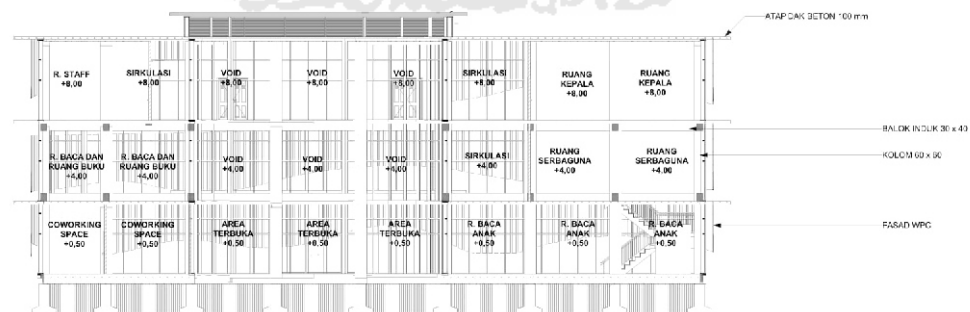 ATAP DAK BETON 100 mm
R. STAFF
+8,00
SIRKULASI
+8,00
VOID
+8,00
VOID
+8,00
VOID
+8,00
SIRKULASI
+8,00
RUANG
KEPALA
+8,00
RUANG
KEPALA
+8,00
BALOK INDUK 30 x 40
R. BACA DAN
RUANG BUKU
+4,00
R. BACA DAN
RUANG BUKU
+4,00
VOID
+4,00
VOID
+4,00
VOID
+4,00
SIRKULASI
+4,00
RUANG
SERBAGUNA
+4,00
RUANG
SERBAGUNA
+4,00
KOLOM 60 x 60
COWORKING
SPACE
+0,50
COWORKING
SPACE
+0,50
AREA
TERBUKA
+0,50
AREA
TERBUKA
+0,50
AREA
TERBUKA
+0,50
R. BACA
ANAK
+0,50
R. BACA
ANAK
+0,50
R. BACA
ANAK
+0,50
FASAD WPC